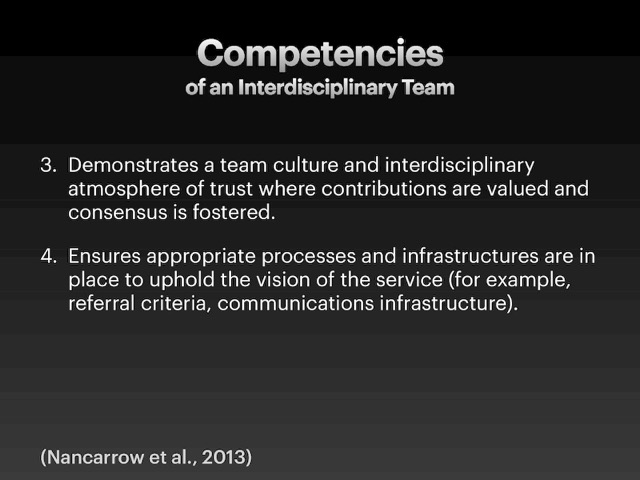 Competencies
of an Interdisciplinary Team
3. Demonstrates a team culture and interdisciplinary
atmosphere of trust where contributions are valued and
consensus is fostered.
4. Ensures appropriate processes and infrastructures are in
place to uphold the vision of the service (for example,
referral criteria, communications infrastructure).
(Nancarrow et al., 2013)